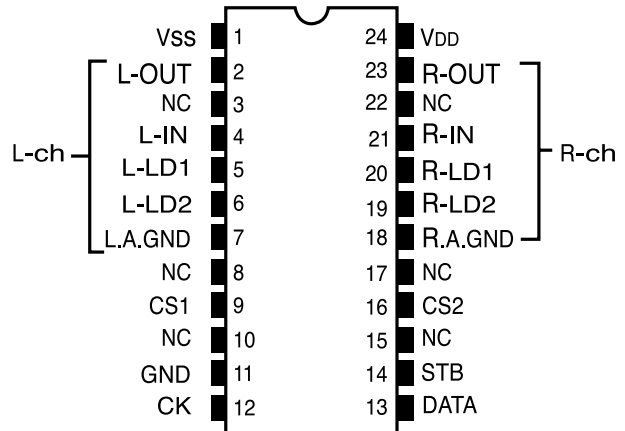 VSS 1 24 VDD
L-OUT 2 23 R-OUT
NC 3 22 NC
L-IN 4 21 R-IN
L-ch L-LD1 5 20 R-LD1 R-ch
L-LD2 6 19 R-LD2
L.A.GND 7 18 R.A.GND
NC 8 17 NC
CS1 9 16 CS2
NC 10 15 NC
GND 11 14 STB
CK 12 13 DATA